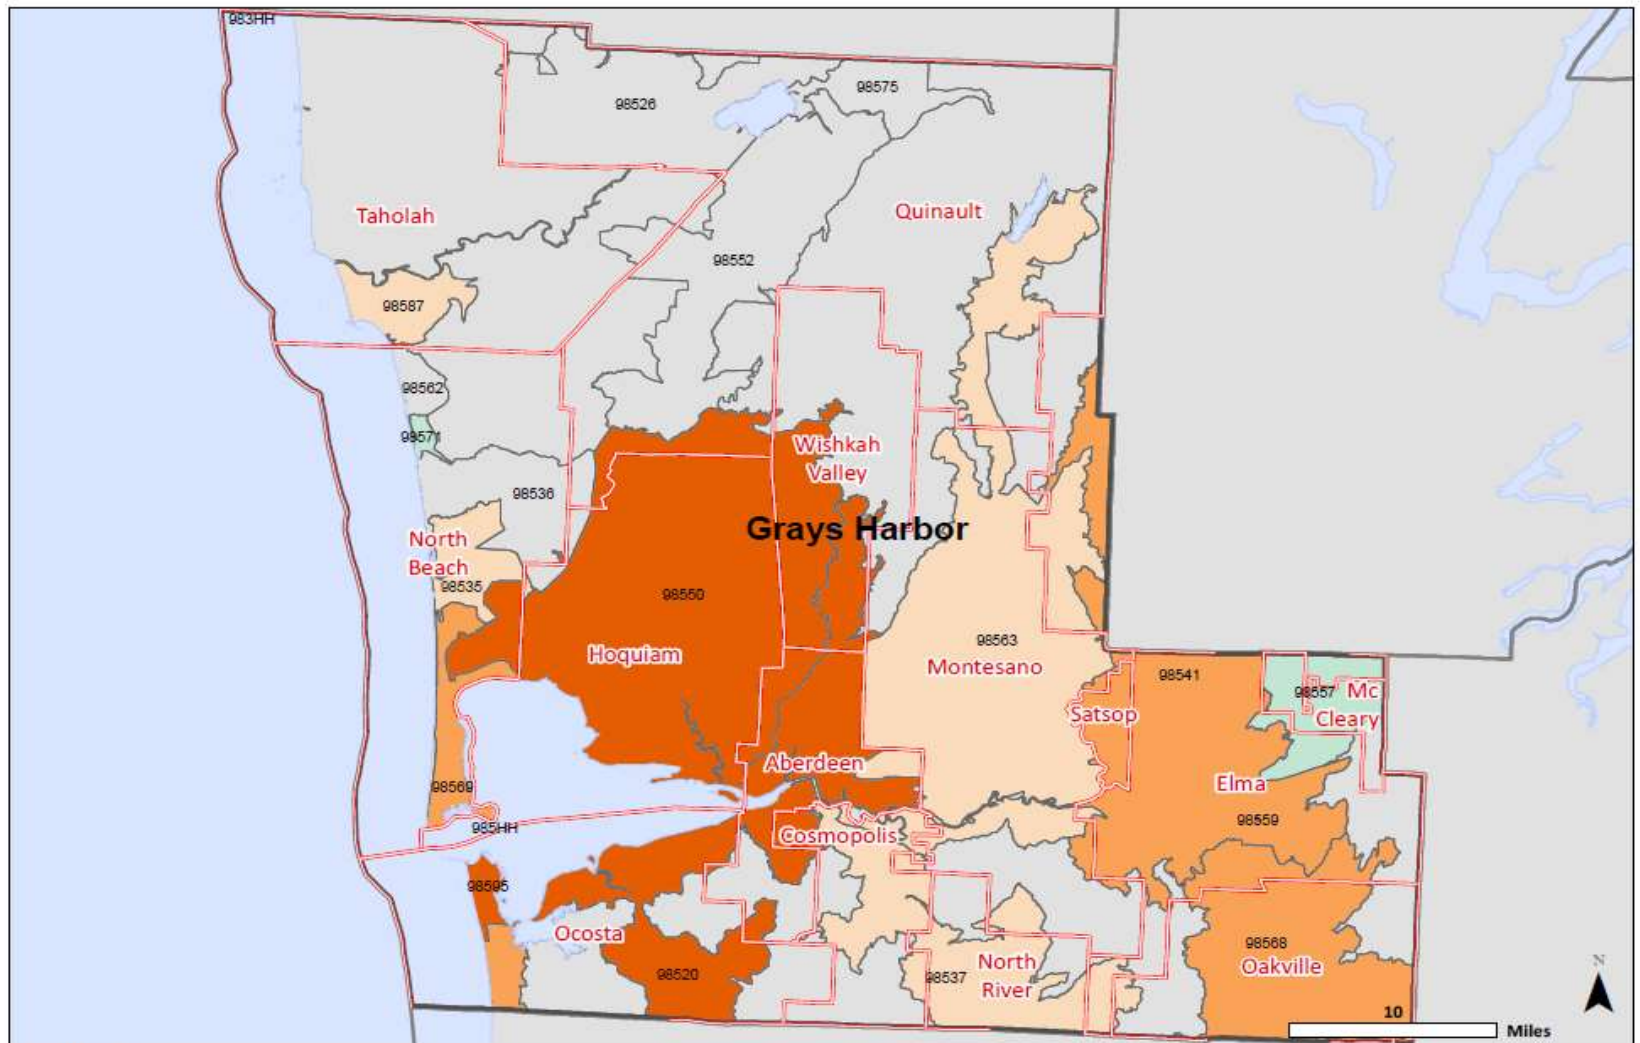 983HH
98526
98575
Taholah
Quinault
98552
98587
98562
98571
Wishkah
Valley
98536
Grays Harbor
North
Beach
98535
98550
98563
Hoquiam
Montesano
98541
98557
Mc
Cleary
Satsop
Aberdeen
Elma
98569
98559
985HH
Cosmopolis
98595
Ocosta
98568
Oakville
98520
98537
North
River
N
10
Miles